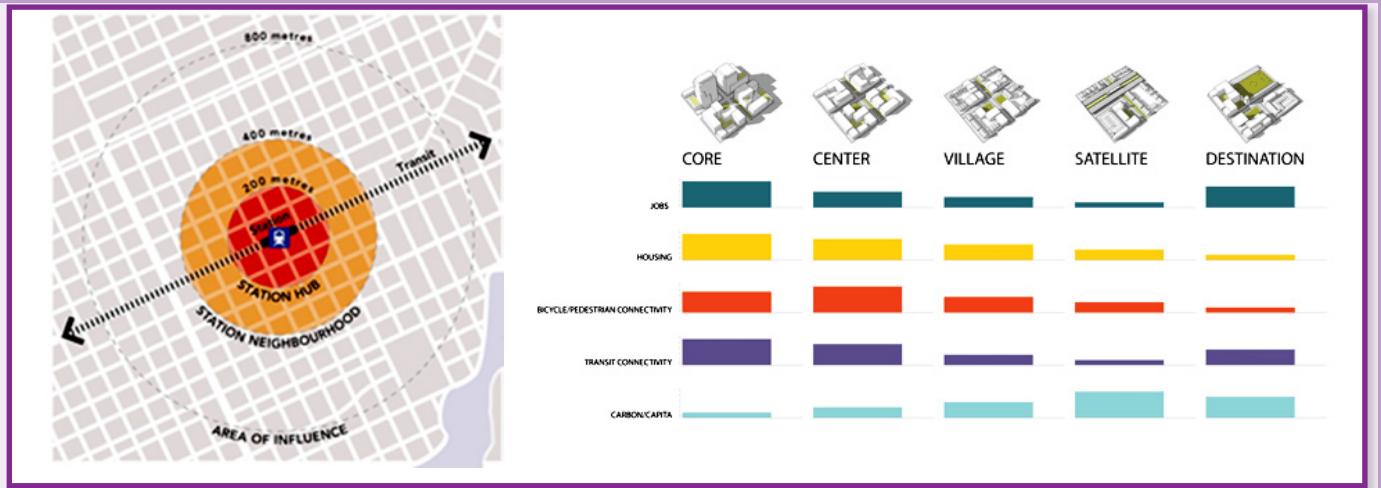 800 metres
400 metres
Transit
200 metres
Station
STATION HUB
STATION NEIGHBOURHOOD
AREA OF INFLUENCE
CORE CENTER VILLAGE SATELLITE DESTINATION
JOBS
HOUSING
BICYCLE/PEDESTRIAN CONNECTIVITY
TRANSIT CONNECTIVITY
CARBON/CAPITA